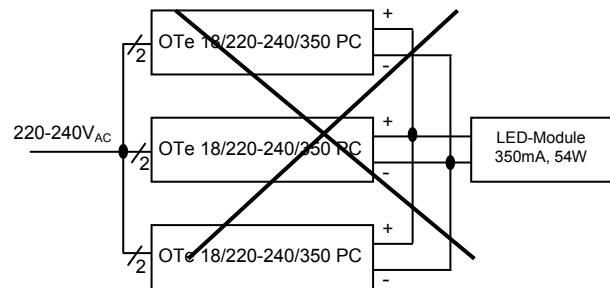 +
OTe 18/220-240/350 PC
2
-
220-240VAC
+
OTe 18/220-240/350 PC
2
-
LED-Module
350mA, 54W
+
OTe 18/220-240/350 PC
2
-